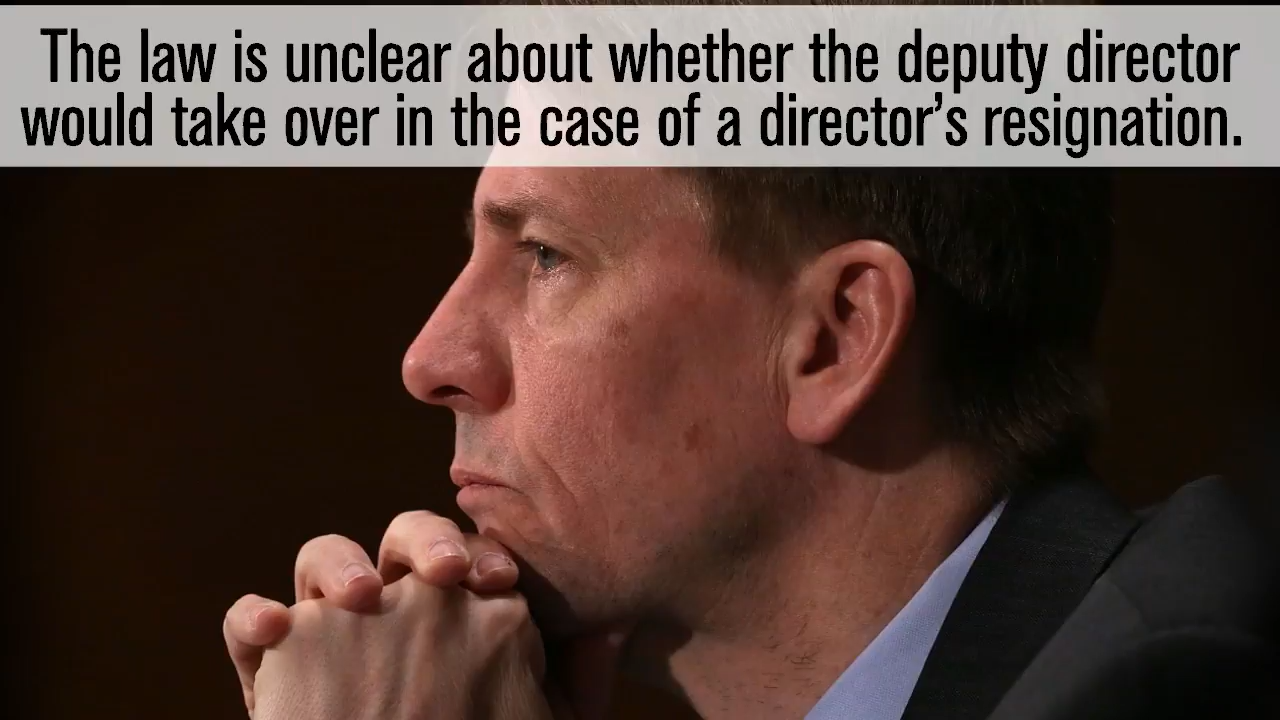 The law is unclear about whether the deputy director
would take over in the case of a director’s resignation.